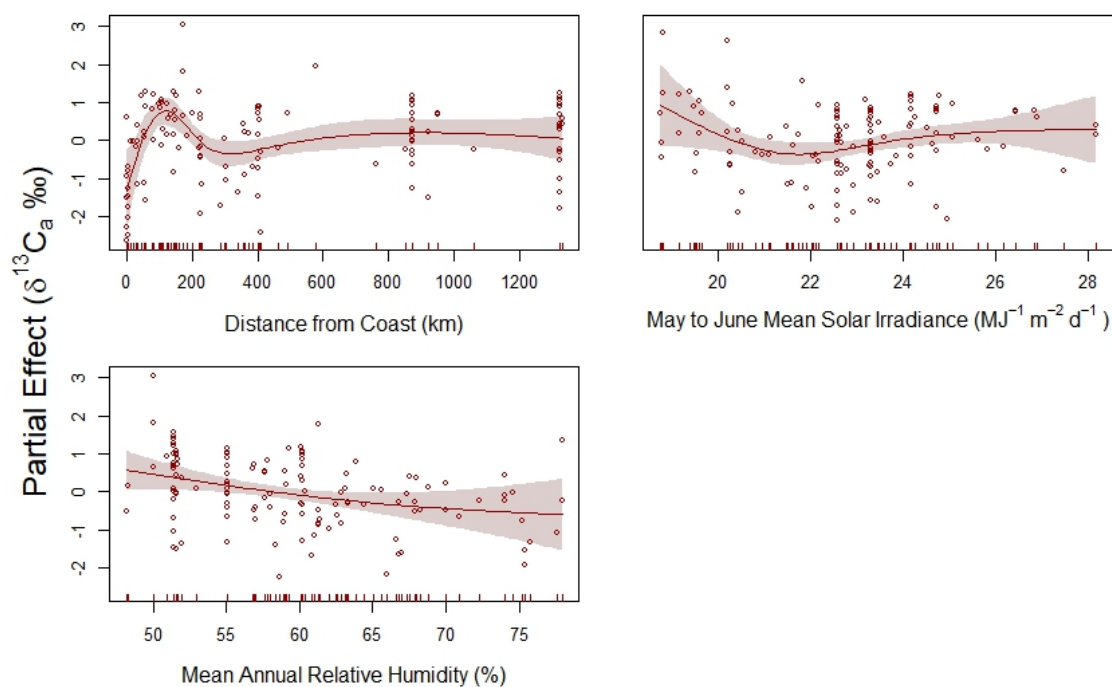 Partial Effect (δ¹³Cₐ ‰)
3
2
1
0
-1
-2
0 200 400 600 800 1000 1200
Distance from Coast (km)
20 22 24 26 28
May to June Mean Solar Irradiance (MJ⁻¹ m⁻² d⁻¹ )
3
2
1
0
-1
-2
50 55 60 65 70 75
Mean Annual Relative Humidity (%)